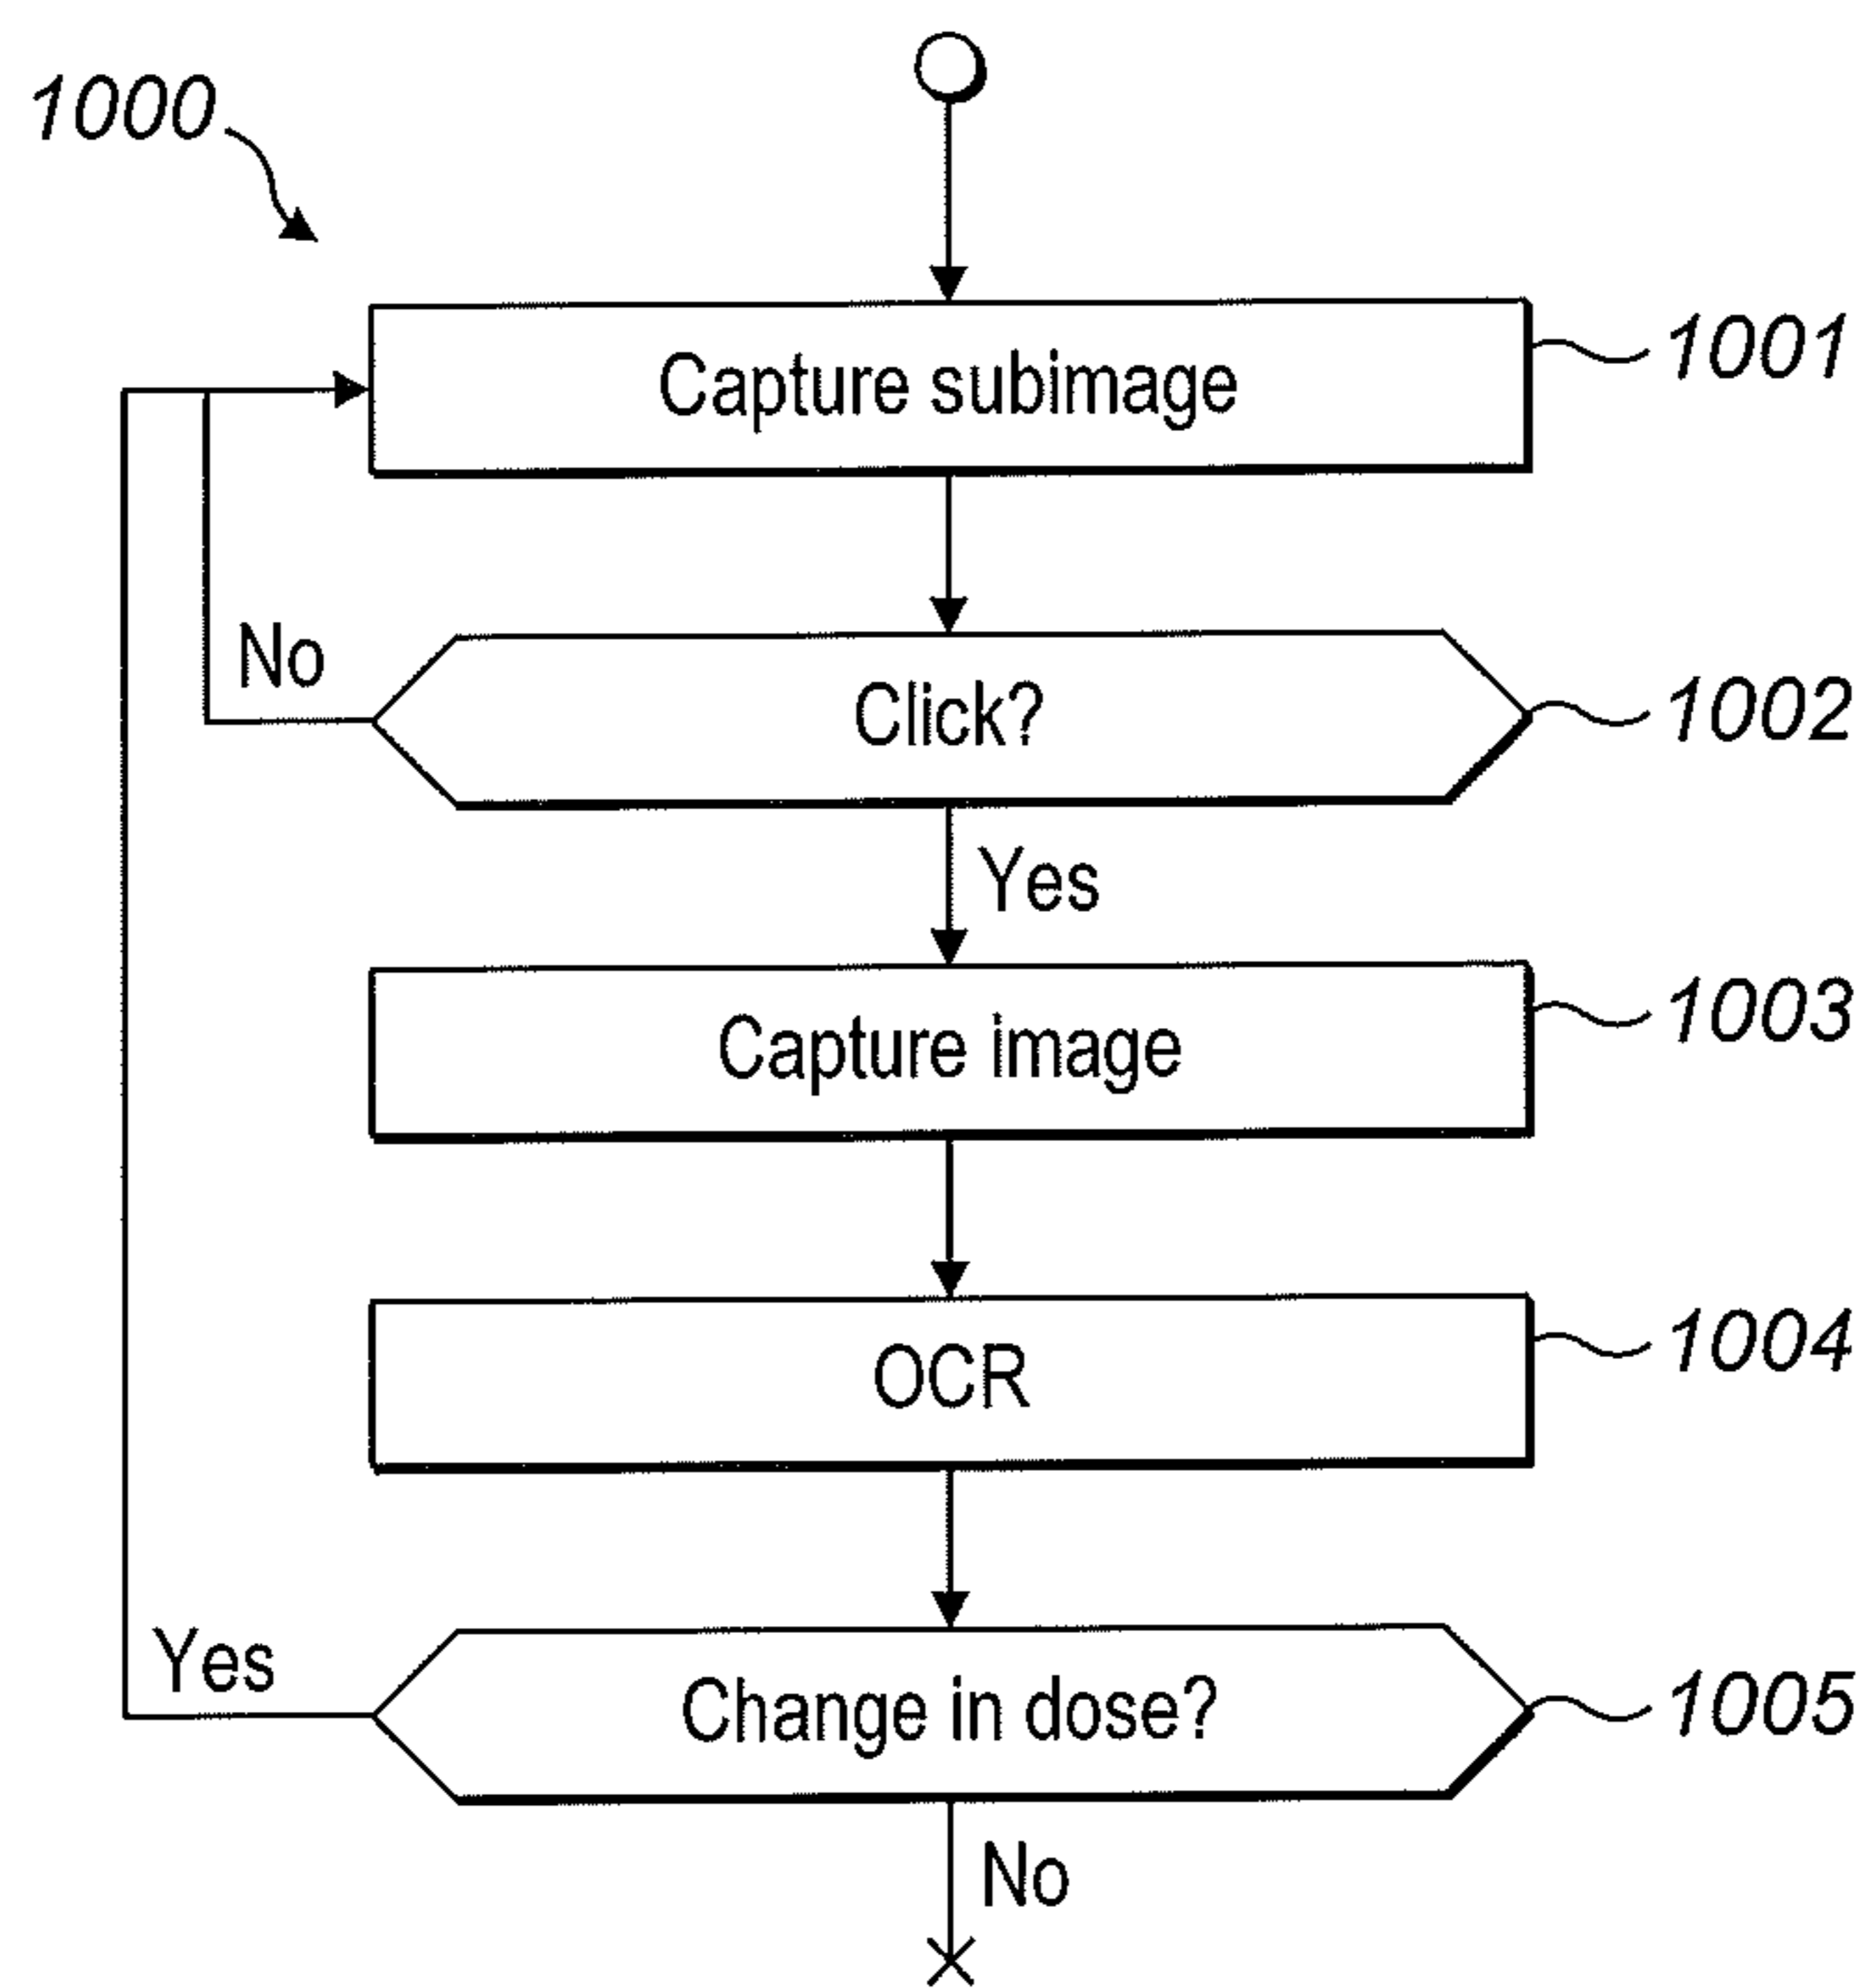 1000
Capture subimage
1001
No
Click?
1002
Yes
Capture image
1003
OCR
1004
Yes
Change in dose?
1005
No